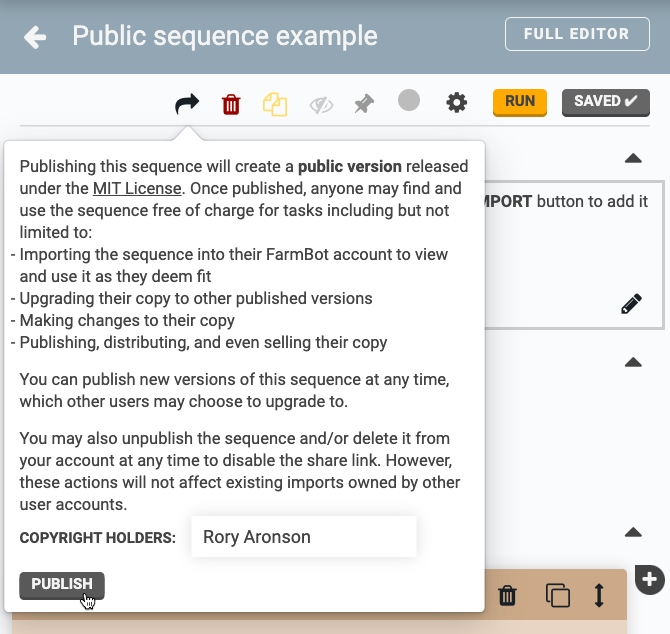 Public sequence example
FULL EDITOR
RUN
SAVED ✔
Publishing this sequence will create a public version released
under the MIT License. Once published, anyone may find and
use the sequence free of charge for tasks including but not
limited to:
- Importing the sequence into their FarmBot account to view
and use it as they deem fit
- Upgrading their copy to other published versions
- Making changes to their copy
- Publishing, distributing, and even selling their copy
You can publish new versions of this sequence at any time,
which other users may choose to upgrade to.
You may also unpublish the sequence and/or delete it from
your account at any time to disable the share link. However,
these actions will not affect existing imports owned by other
user accounts.
COPYRIGHT HOLDERS: Rory Aronson
PUBLISH
MPORT button to add it